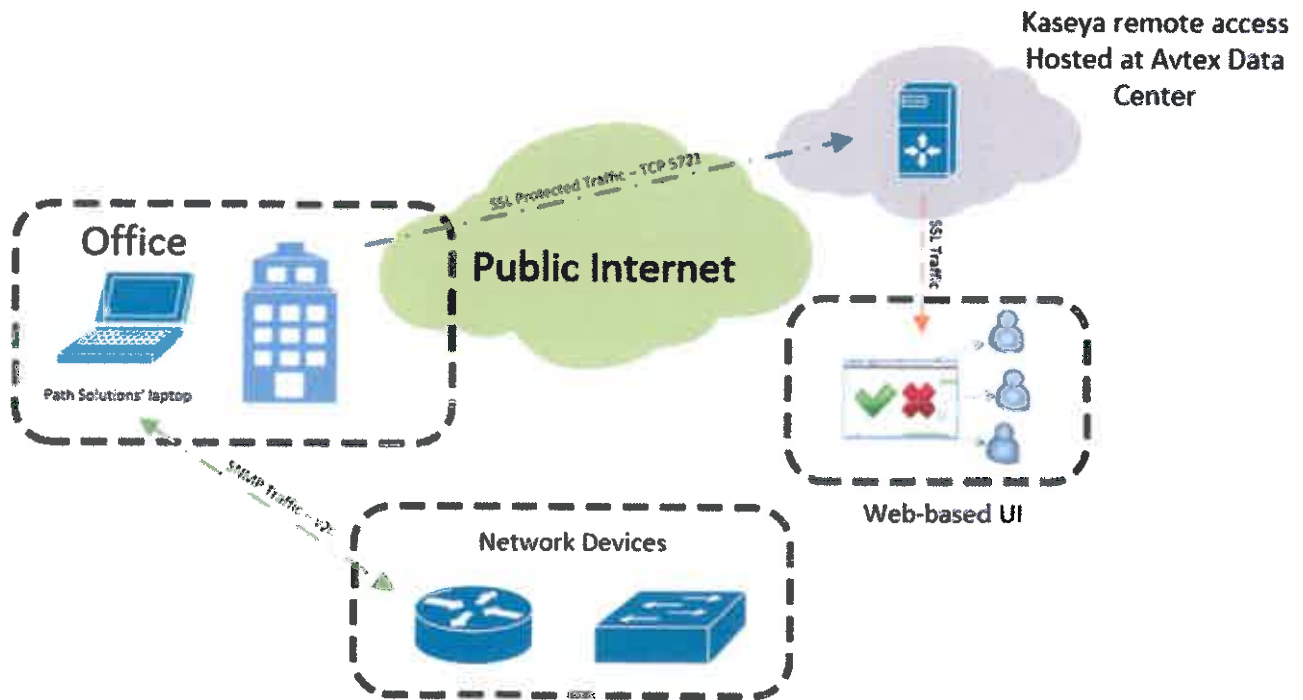 Kaseya remote access
Hosted at Avtex Data
Center
SSL Protected Traffic – TCP 5721
SSL Traffic
Office
Public Internet
Path Solutions' laptop
SNMP Traffic –
Network Devices
Web-based UI